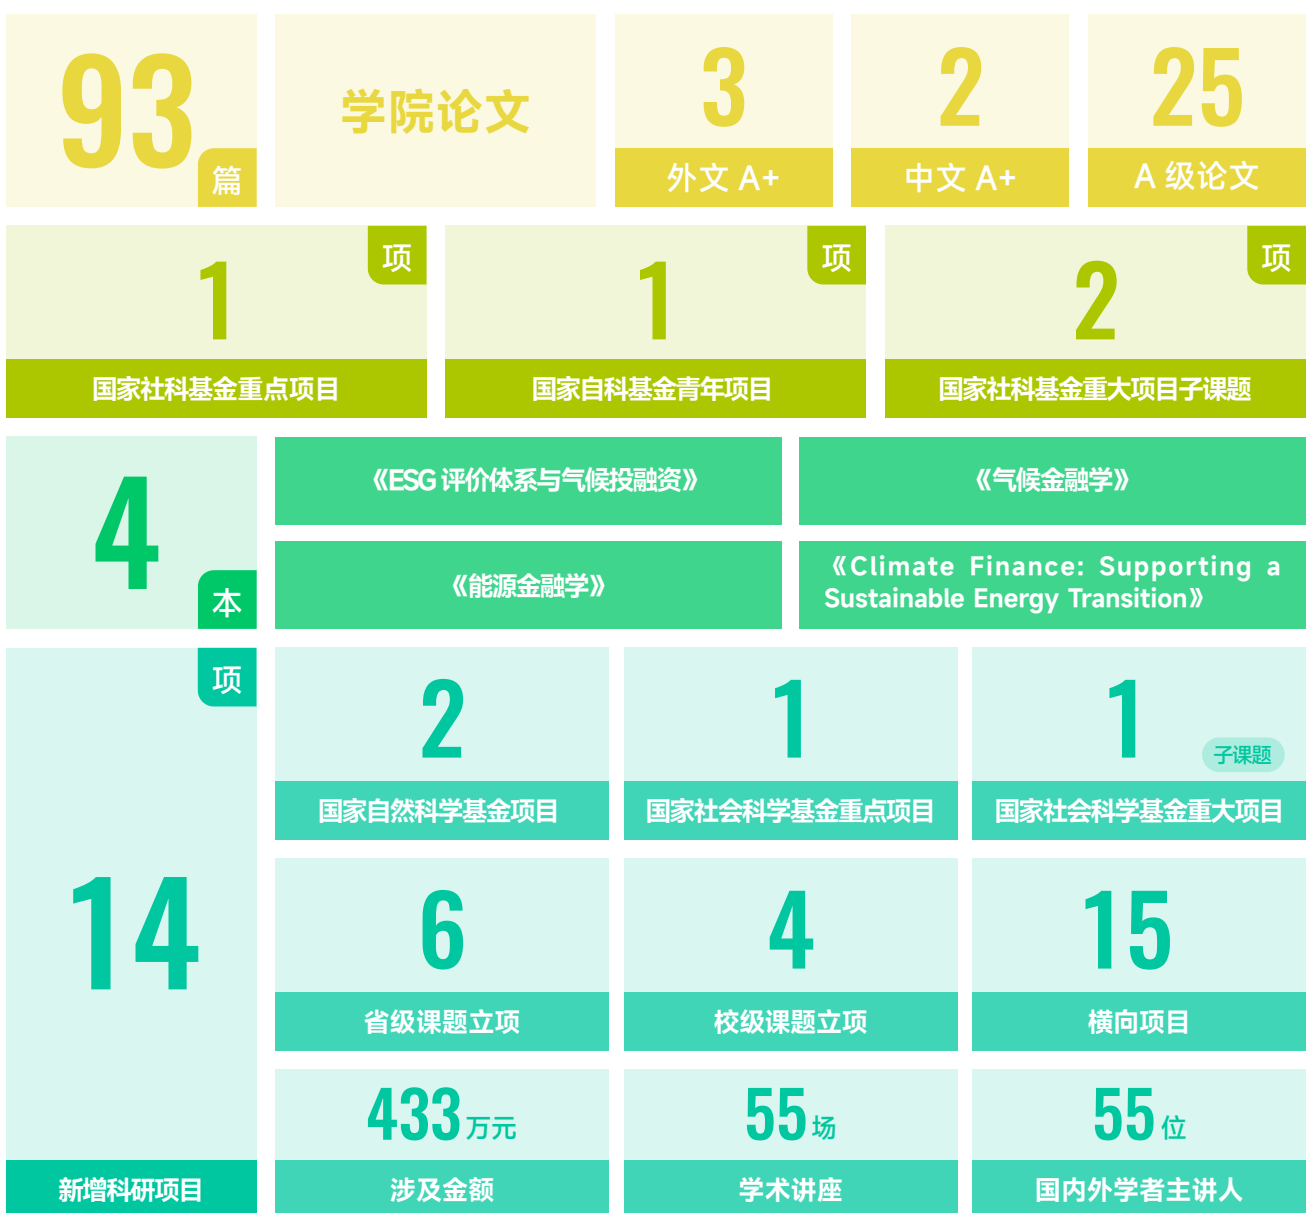 93
篇
学院论文
3
外文 A+
2
中文 A+
25
A 级论文
1
项
国家社科基金重点项目
1
项
国家自科基金青年项目
2
项
国家社科基金重大项目子课题
4
本
《ESG 评价体系与气候投融资》
《气候金融学》
《能源金融学》
《Climate Finance: Supporting a
Sustainable Energy Transition》
项
14
新增科研项目
2
国家自然科学基金项目
1
国家社会科学基金重点项目
1
子课题
国家社会科学基金重大项目
6
省级课题立项
4
校级课题立项
15
横向项目
433 万元
涉及金额
55 场
学术讲座
55 位
国内外学者主讲人